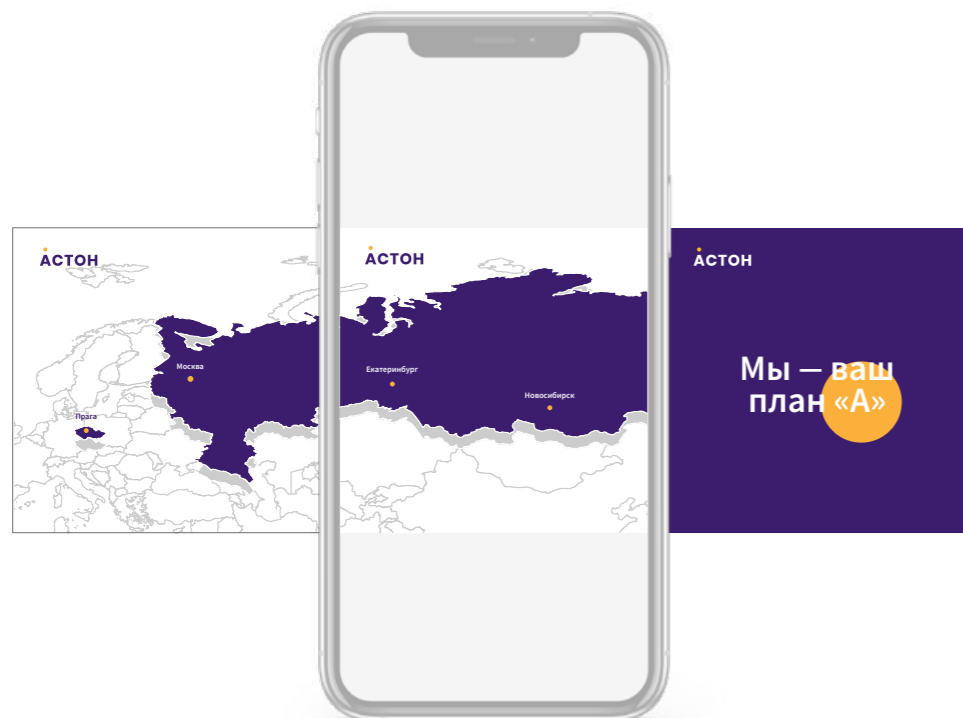 АСТОН
Москва
Прага
АСТОН
Екатеринбург
Новосибирск
АСТОН
Мы — ваш
план «А»